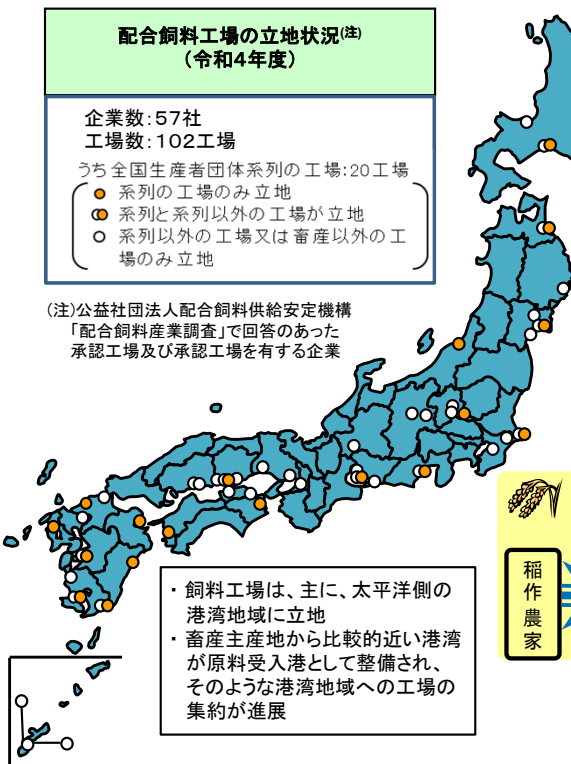 配合飼料工場の立地状況(注)
(令和4年度)
企業数:57社
工場数:102工場
うち全国生産者団体系列の工場:20工場
系列の工場のみ立地
系列と系列以外の工場が立地
系列以外の工場又は畜産以外の工
場のみ立地
(注)公益社団法人配合飼料供給安定機構
「配合飼料産業調査」で回答のあった
承認工場及び承認工場を有する企業
・ 飼料工場は、主に、太平洋側の
港湾地域に立地
・ 畜産主産地から比較的近い港湾
が原料受入港として整備され、
そのような港湾地域への工場の
集約が進展
稲作農家